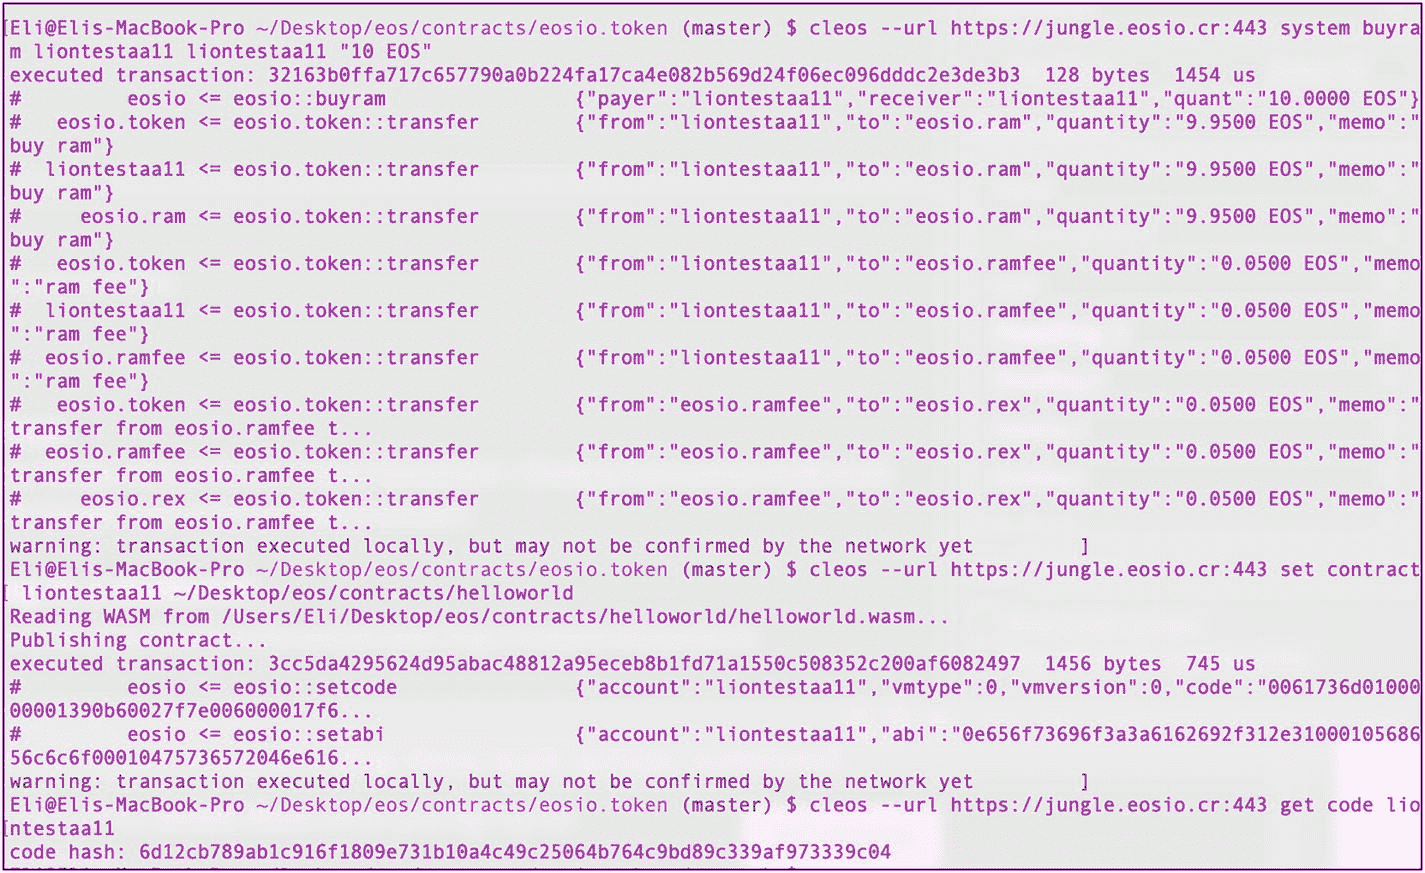 [Eli@Elis-MacBook-Pro ~/Desktop/eos/contracts/eosio.token (master) $ cleos --url https://jungle.eosio.cr:443 system buyra
m liontestaa11 liontestaa11 "10 EOS"
executed transaction: 32163b0ffa717c657790a0b224fa17ca4e082b569d24f06ec096dddc2e3de3b3  128 bytes  1454 us
#         eosio <= eosio::buyram                {"payer":"liontestaa11","receiver":"liontestaa11","quant":"10.0000 EOS"}
#   eosio.token <= eosio.token::transfer        {"from":"liontestaa11","to":"eosio.ram","quantity":"9.9500 EOS","memo":"
buy ram"}
#  liontestaa11 <= eosio.token::transfer        {"from":"liontestaa11","to":"eosio.ram","quantity":"9.9500 EOS","memo":"
buy ram"}
#     eosio.ram <= eosio.token::transfer        {"from":"liontestaa11","to":"eosio.ram","quantity":"9.9500 EOS","memo":"
buy ram"}
#   eosio.token <= eosio.token::transfer        {"from":"liontestaa11","to":"eosio.ramfee","quantity":"0.0500 EOS","memo
":"ram fee"}
#  liontestaa11 <= eosio.token::transfer        {"from":"liontestaa11","to":"eosio.ramfee","quantity":"0.0500 EOS","memo
":"ram fee"}
#  eosio.ramfee <= eosio.token::transfer        {"from":"liontestaa11","to":"eosio.ramfee","quantity":"0.0500 EOS","memo
":"ram fee"}
#   eosio.token <= eosio.token::transfer        {"from":"eosio.ramfee","to":"eosio.rex","quantity":"0.0500 EOS","memo":"
transfer from eosio.ramfee t...
#  eosio.ramfee <= eosio.token::transfer        {"from":"eosio.ramfee","to":"eosio.rex","quantity":"0.0500 EOS","memo":"
transfer from eosio.ramfee t...
#     eosio.rex <= eosio.token::transfer        {"from":"eosio.ramfee","to":"eosio.rex","quantity":"0.0500 EOS","memo":"
transfer from eosio.ramfee t...
warning: transaction executed locally, but may not be confirmed by the network yet         ]
Eli@Elis-MacBook-Pro ~/Desktop/eos/contracts/eosio.token (master) $ cleos --url https://jungle.eosio.cr:443 set contract
[ liontestaa11 ~/Desktop/eos/contracts/helloworld
Reading WASM from /Users/Eli/Desktop/eos/contracts/helloworld/helloworld.wasm...
Publishing contract...
executed transaction: 3cc5da4295624d95abac48812a95eceb8b1fd71a1550c508352c200af6082497  1456 bytes  745 us
#         eosio <= eosio::setcode               {"account":"liontestaa11","vmtype":0,"vmversion":0,"code":"0061736d01000
00001390b60027f7e006000017f6...
#         eosio <= eosio::setabi                {"account":"liontestaa11","abi":"0e656f73696f3a3a6162692f312e31000105686
56c6c6f00010475736572046e616...
warning: transaction executed locally, but may not be confirmed by the network yet         ]
Eli@Elis-MacBook-Pro ~/Desktop/eos/contracts/eosio.token (master) $ cleos --url https://jungle.eosio.cr:443 get code lio
[ntestaa11
code hash: 6d12cb789ab1c916f1809e731b10a4c49c25064b764c9bd89c339af973339c04